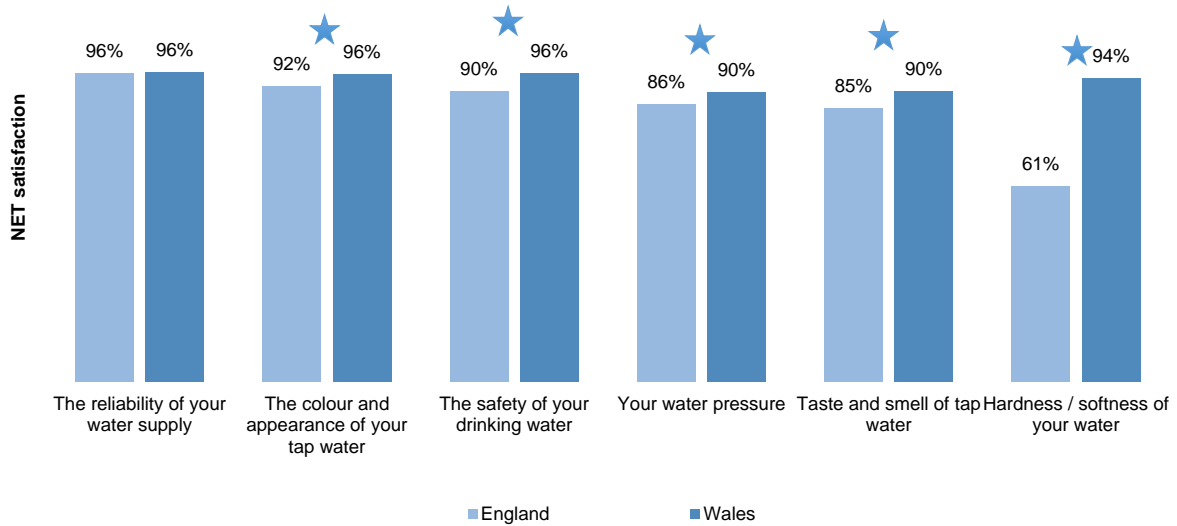 NET satisfaction
96%
96%
92%
96%
90%
96%
86%
90%
85%
90%
61%
94%
The reliability of your
water supply
The colour and
appearance of your
tap water
The safety of your
drinking water
Your water pressure
Taste and smell of tap
water
Hardness / softness of
your water
England
Wales